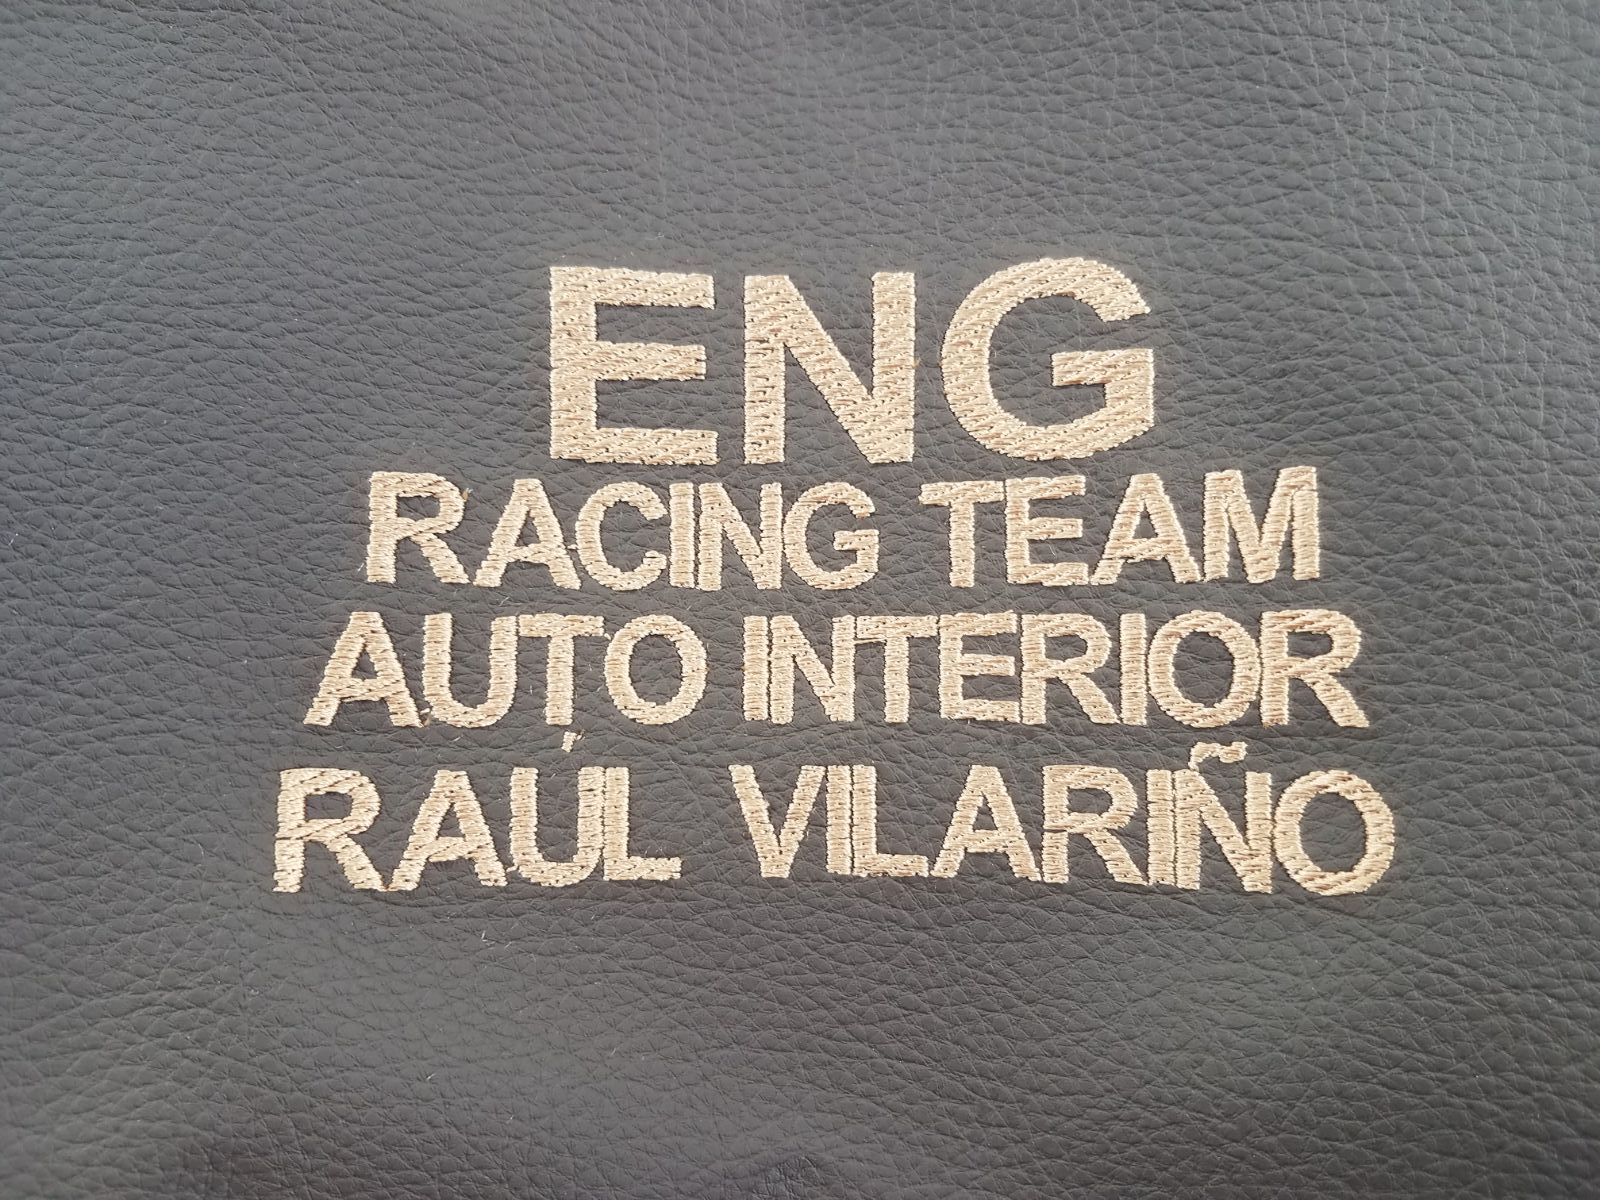 ENG
RACING TEAM
AUTO INTERIOR
RAÚL VILARIÑO